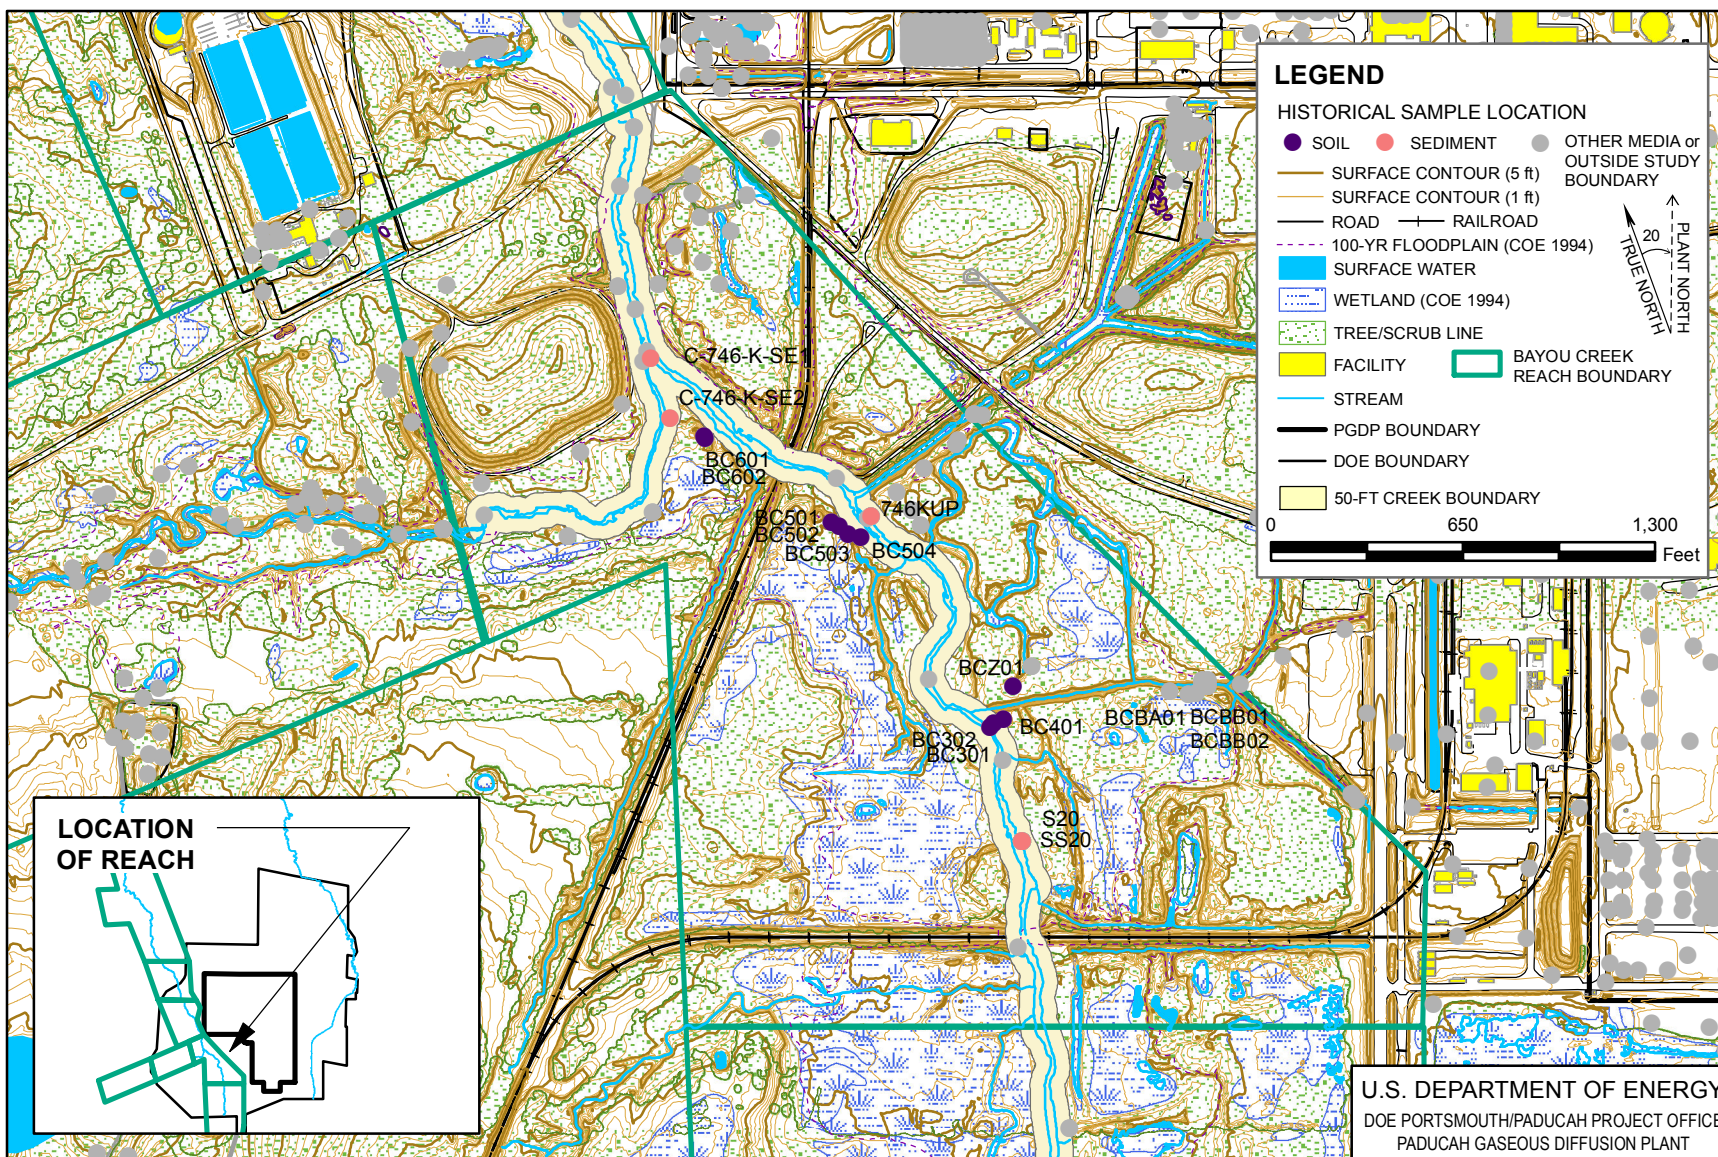 LEGEND
HISTORICAL SAMPLE LOCATION
SOIL
SEDIMENT
OTHER MEDIA or
OUTSIDE STUDY
BOUNDARY
SURFACE CONTOUR (5 ft)
SURFACE CONTOUR (1 ft)
ROAD
RAILROAD
100-YR FLOODPLAIN (COE 1994)
SURFACE WATER
WETLAND (COE 1994)
TREE/SCRUB LINE
FACILITY
BAYOU CREEK
REACH BOUNDARY
STREAM
PGDP BOUNDARY
DOE BOUNDARY
50-FT CREEK BOUNDARY
20
TRUE NORTH
PLANT NORTH
0
650
1,300
Feet
C-746-K-SE1
C-746-K-SE2
BC601
BC602
746KUP
BC501
BC502
BC503
BC504
BCZ01
BC401
BCBA01
BCBB01
BCBB02
BC302
BC301
S20
SS20
LOCATION
OF REACH
U.S. DEPARTMENT OF ENERGY
DOE PORTSMOUTH/PADUCAH PROJECT OFFICE
PADUCAH GASEOUS DIFFUSION PLANT